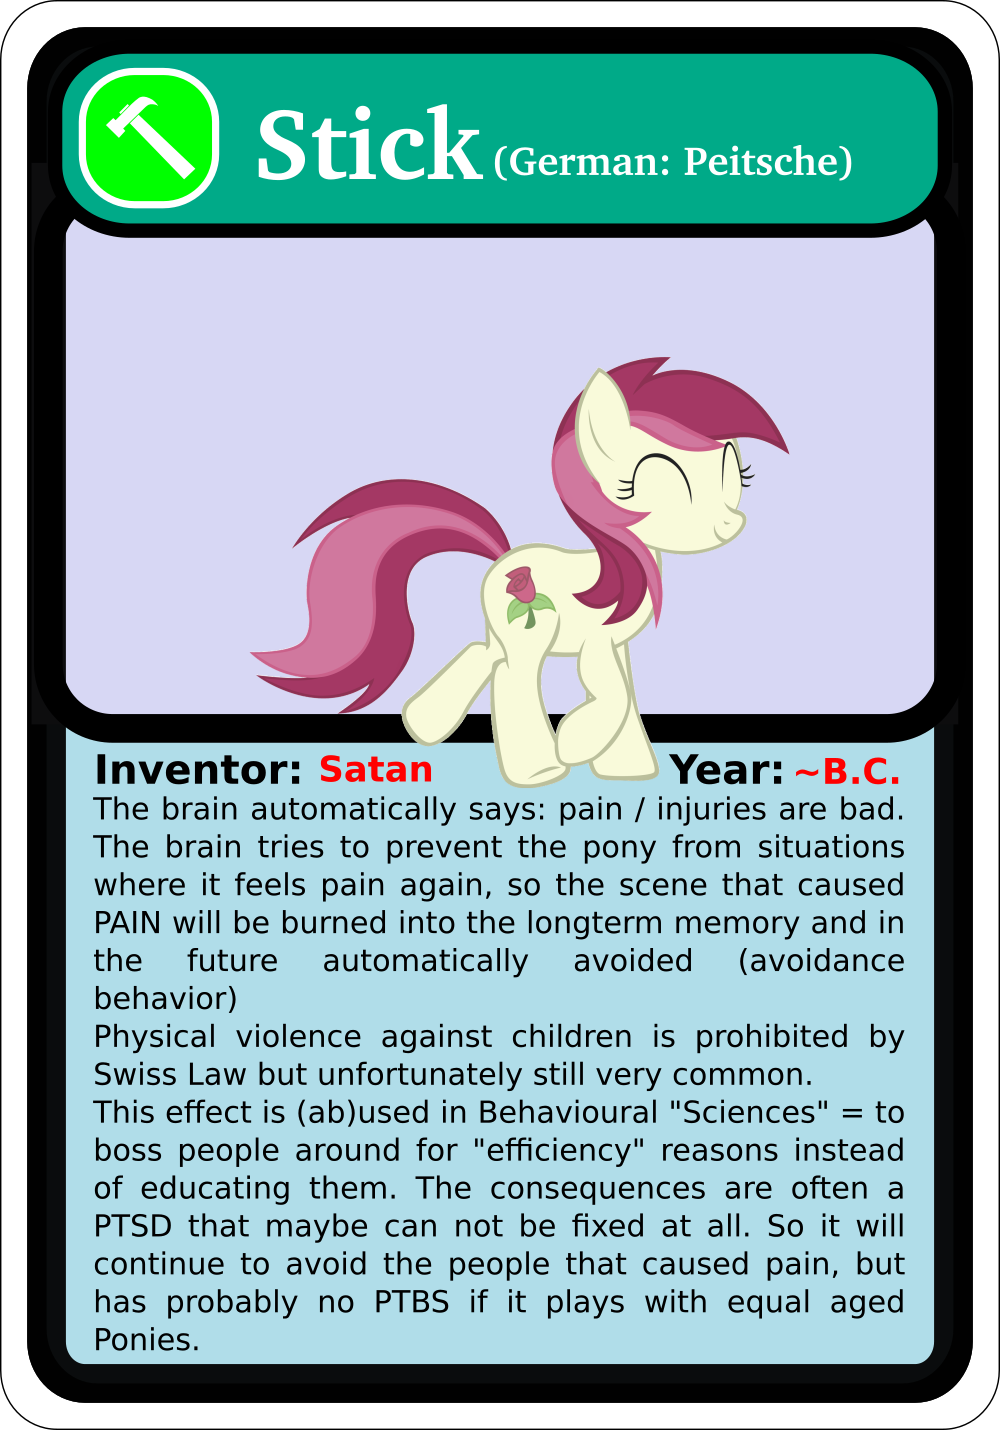 Stick (German: Peitsche)
Inventor: Satan Year: ~B.C.
The brain automatically says: pain / injuries are bad.
The brain tries to prevent the pony from situations
where it feels pain again, so the scene that caused
PAIN will be burned into the longterm memory and in
the future automatically avoided (avoidance
behavior)
Physical violence against children is prohibited by
Swiss Law but unfortunately still very common.
This effect is (ab)used in Behavioural "Sciences" = to
boss people around for "efficiency" reasons instead
of educating them. The consequences are often a
PTSD that maybe can not be fixed at all. So it will
continue to avoid the people that caused pain, but
has probably no PTBS if it plays with equal aged
Ponies.